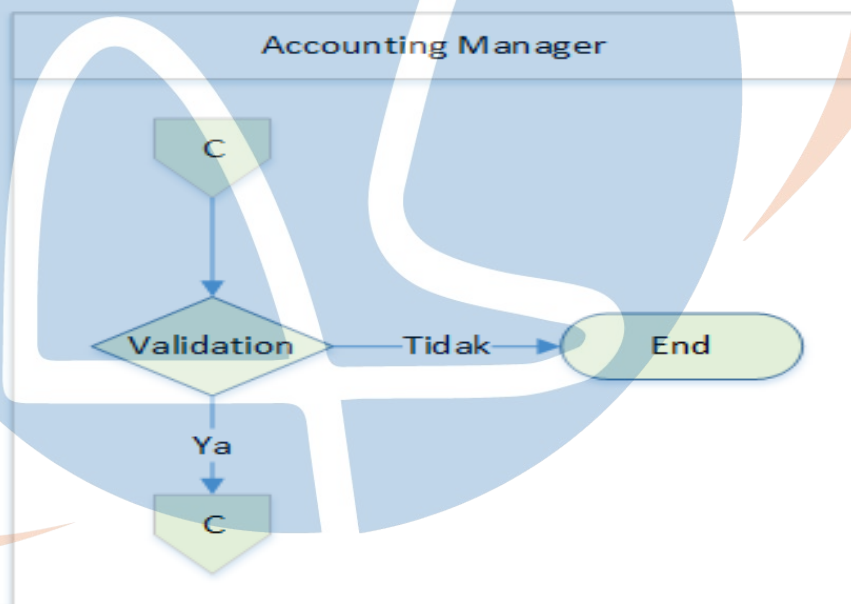 Accounting Manager
C
Validation
Tidak
End
Ya
C